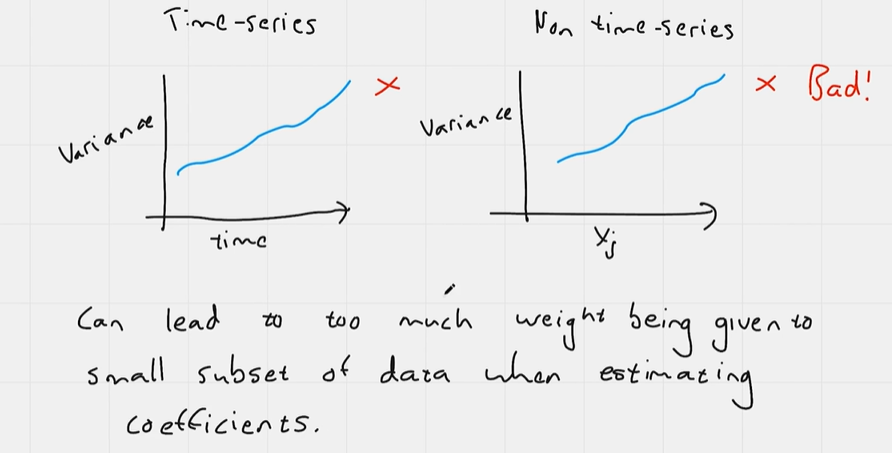 Time-series
Non time-series
Variance
time
× 
Variance
Xj
× Bad!
Can lead to too much weight being given to
small subset of data when estimating
coefficients.